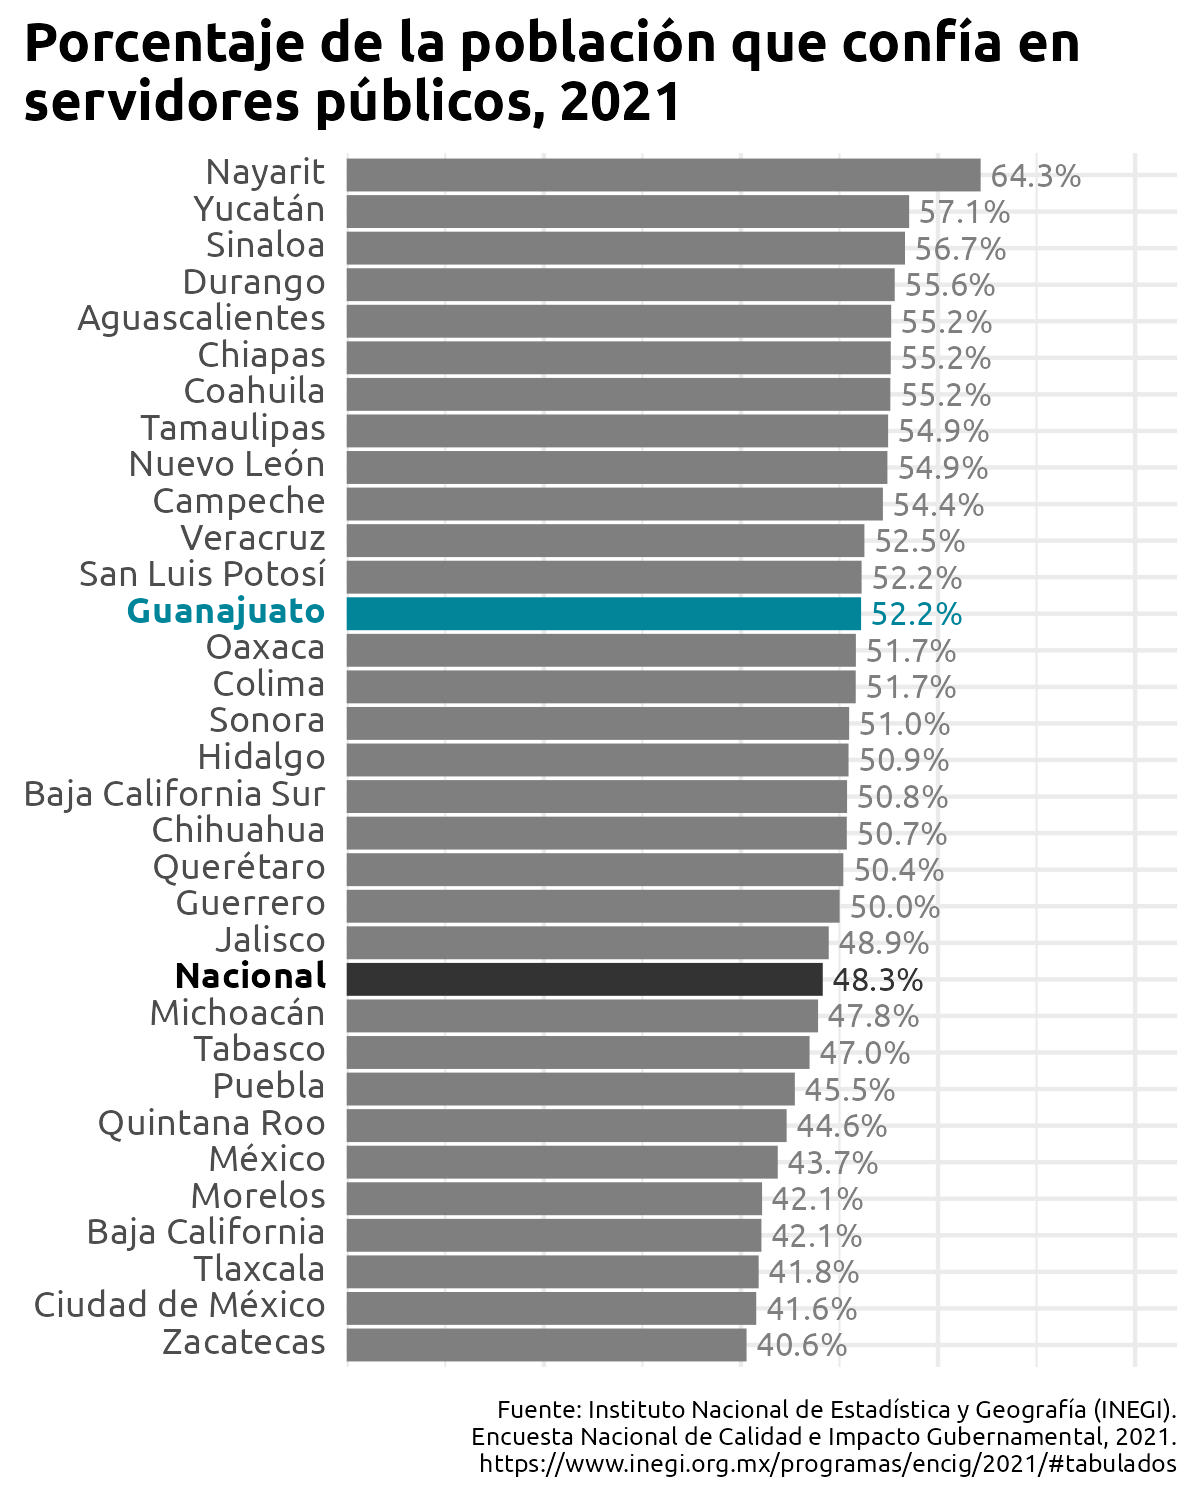 Porcentaje de la población que confía en
servidores públicos, 2021
Nayarit 64.3%
Yucatán 57.1%
Sinaloa 56.7%
Durango 55.6%
Aguascalientes 55.2%
Chiapas 55.2%
Coahuila 55.2%
Tamaulipas 54.9%
Nuevo León 54.9%
Campeche 54.4%
Veracruz 52.5%
San Luis Potosí 52.2%
Guanajuato 52.2%
Oaxaca 51.7%
Colima 51.7%
Sonora 51.0%
Hidalgo 50.9%
Baja California Sur 50.8%
Chihuahua 50.7%
Querétaro 50.4%
Guerrero 50.0%
Jalisco 48.9%
Nacional 48.3%
Michoacán 47.8%
Tabasco 47.0%
Puebla 45.5%
Quintana Roo 44.6%
México 43.7%
Morelos 42.1%
Baja California 42.1%
Tlaxcala 41.8%
Ciudad de México 41.6%
Zacatecas 40.6%
Fuente: Instituto Nacional de Estadística y Geografía (INEGI).
Encuesta Nacional de Calidad e Impacto Gubernamental, 2021.
https://www.inegi.org.mx/programas/encig/2021/#tabulados